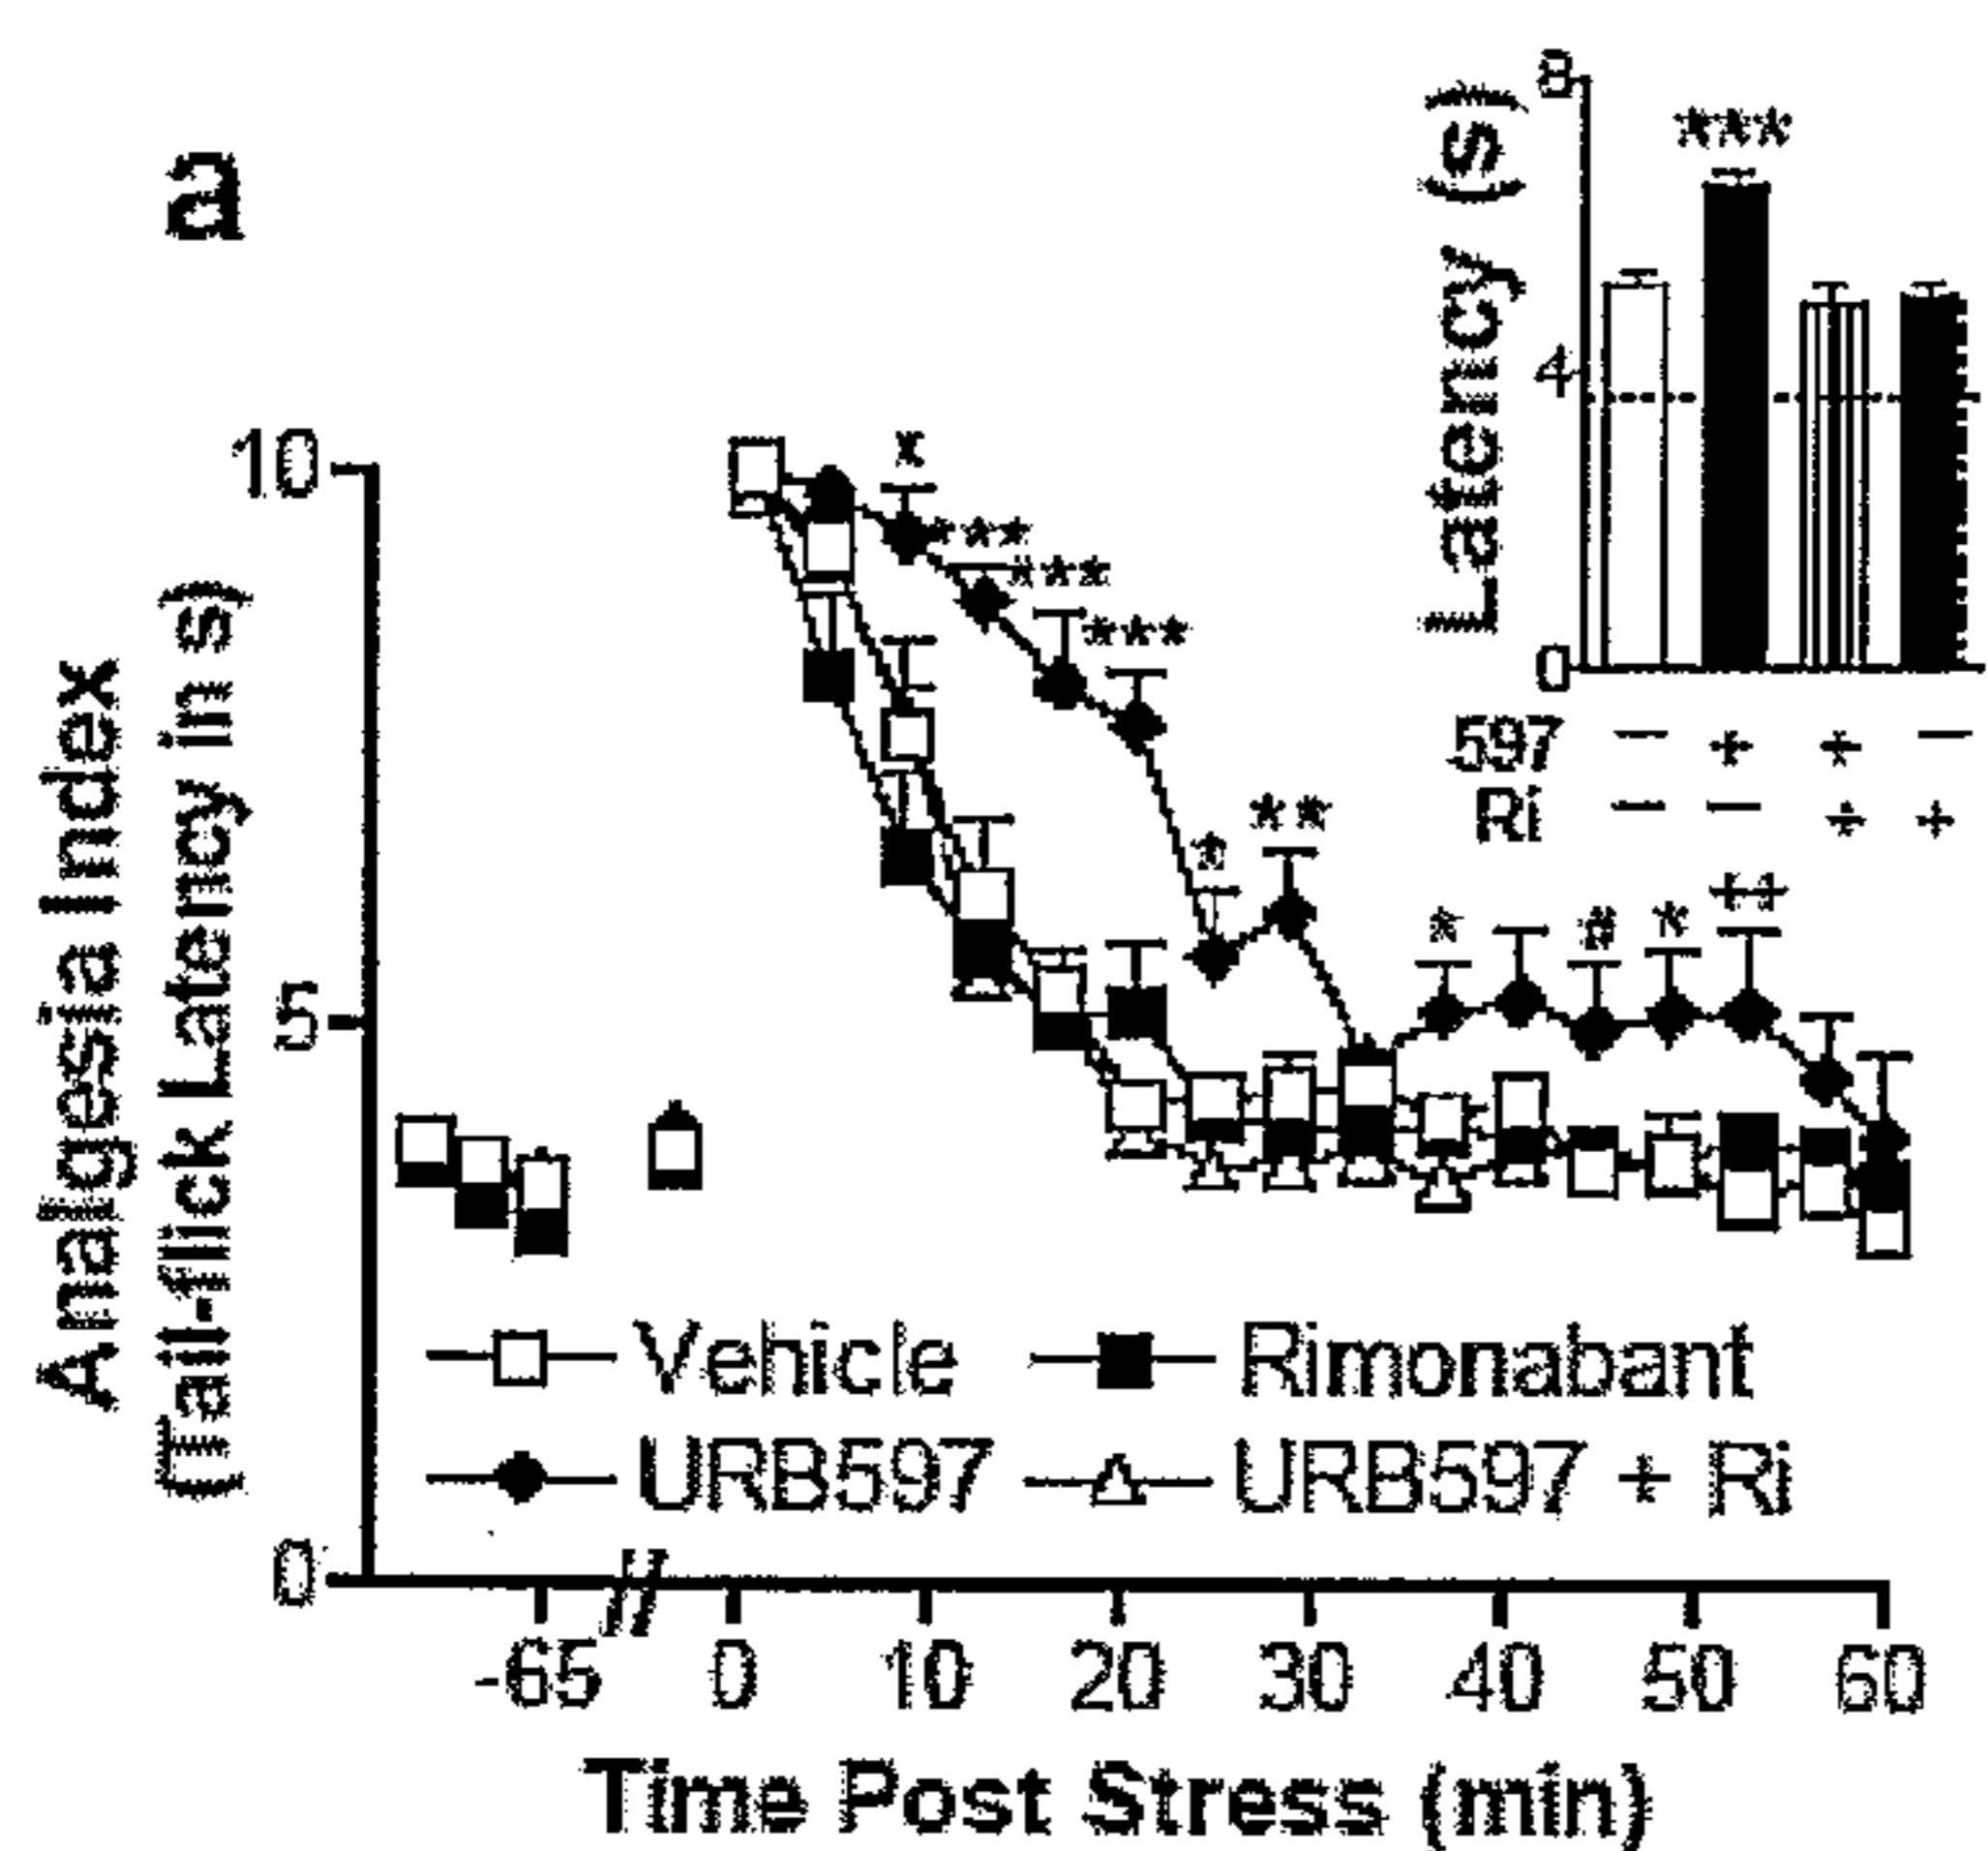 a
Analgesia Index
(Tail-flick Latency in s)
10
5
0
x
***
***
***
*
**
*
*
Vehicle
Rimonabant
URB597
URB597 + Ri
-65 // 0 10 20 30 40 50 60
Time Post Stress (min)
Latency (s)
8
4
0
***
597 — + + —
Ri — — + +